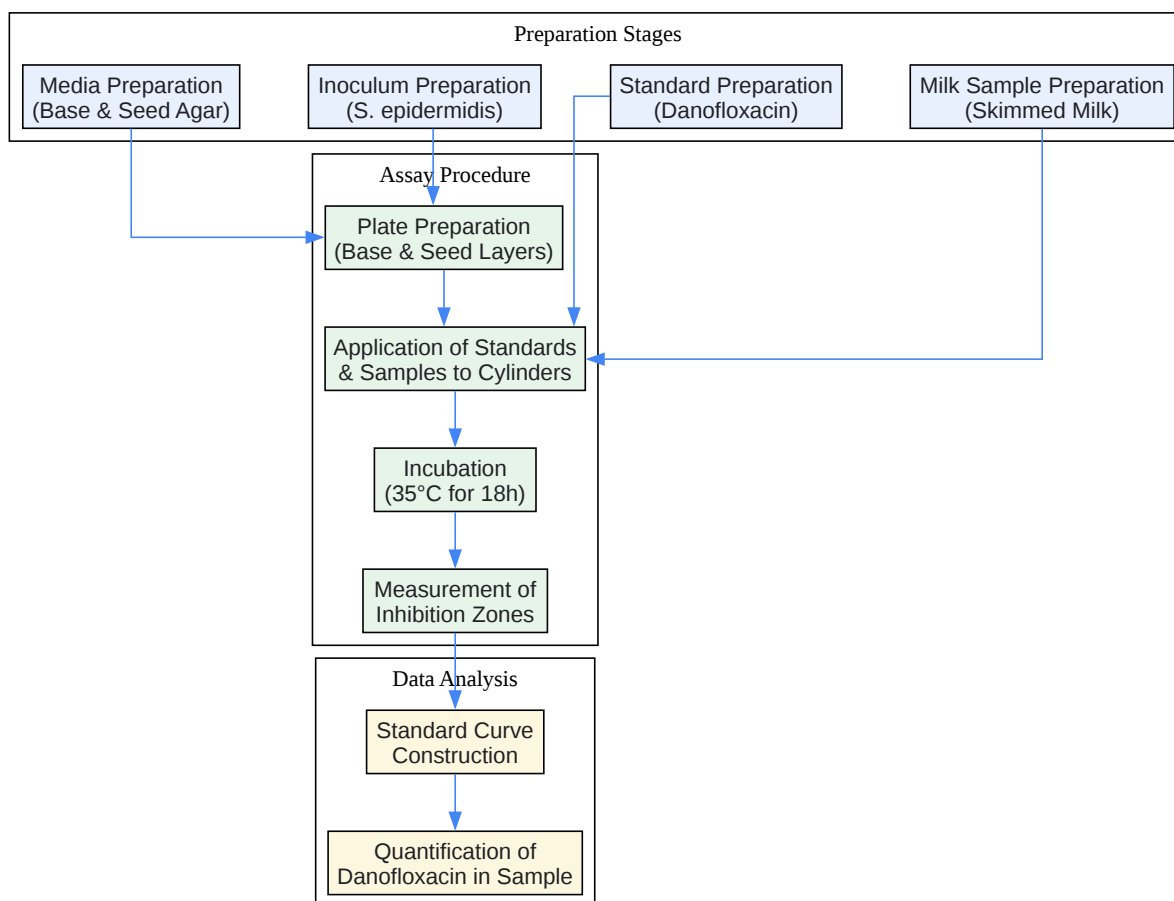 Preparation Stages
Media Preparation
(Base & Seed Agar)
Inoculum Preparation
(S. epidermidis)
Standard Preparation
(Danofloxacin)
Milk Sample Preparation
(Skimmed Milk)
Assay Procedure
Plate Preparation
(Base & Seed Layers)
Application of Standards
& Samples to Cylinders
Incubation
(35°C for 18h)
Measurement of
Inhibition Zones
Data Analysis
Standard Curve
Construction
Quantification of
Danofloxacin in Sample